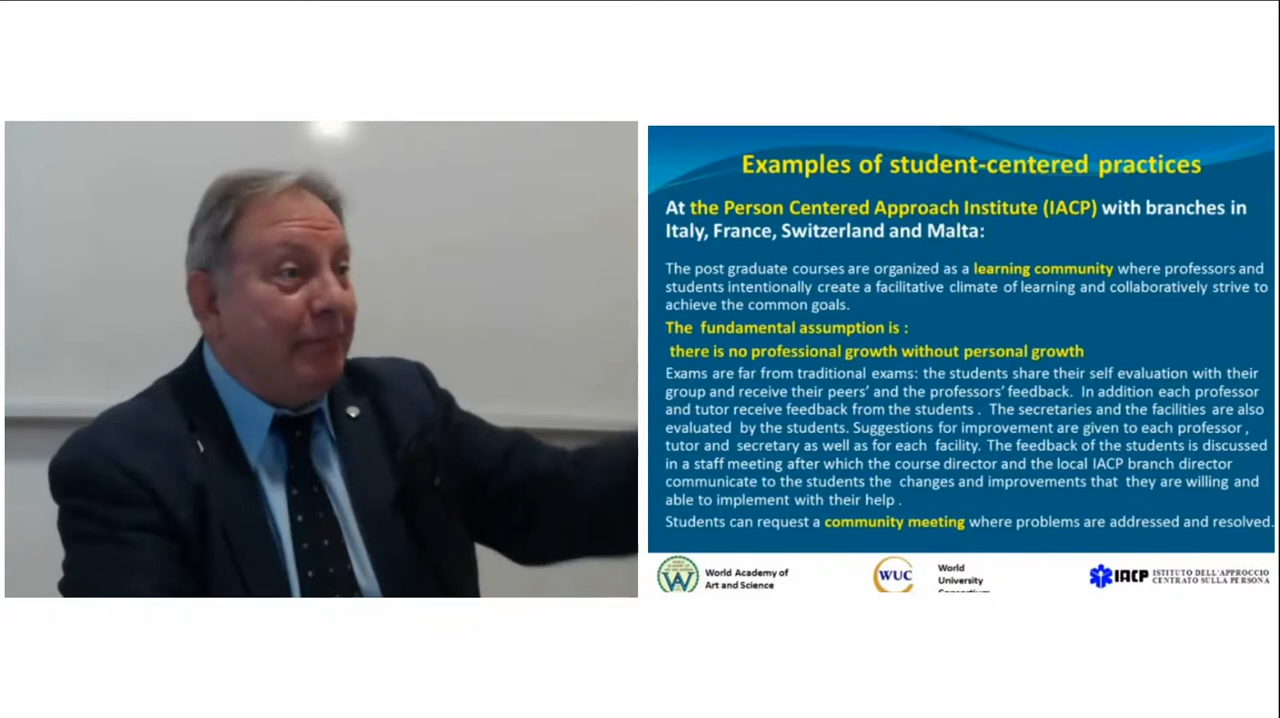 Examples of student-centered practices
At the Person Centered Approach Institute (IACP) with branches in
Italy, France, Switzerland and Malta:
The post graduate courses are organized as a learning community where professors and
students intentionally create a facilitative climate of learning and collaboratively strive to
achieve the common goals.
The fundamental assumption is :
there is no professional growth without personal growth
Exams are far from traditional exams: the students share their self evaluation with their
group and receive their peers’ and the professors’ feedback. In addition each professor
and tutor receive feedback from the students . The secretaries and the facilities are also
evaluated by the students. Suggestions for improvement are given to each professor ,
tutor and secretary as well as for each facility. The feedback of the students is discussed
in a staff meeting after which the course director and the local IACP branch director
communicate to the students the changes and improvements that they are willing and
able to implement with their help .
Students can request a community meeting where problems are addressed and resolved.
World Academy of
Art and Science
WUC
World
University
IACP ISTITUTO DELL'APPROCCIO
CENTRATO SULLA PERSONA